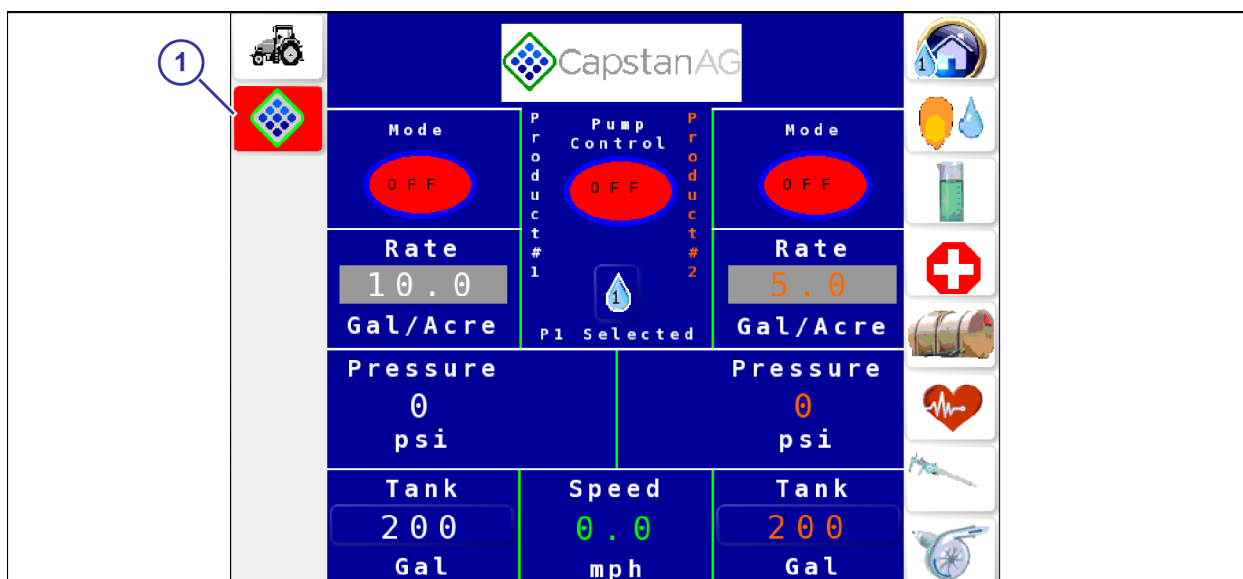 1
CapstanAG
Mode
OFF
Rate
10.0
Gal/Acre
Product#1
Pump
Control
OFF
1
P1 Selected
Product#2
Mode
OFF
Rate
5.0
Gal/Acre
Pressure
0
psi
Pressure
0
psi
Tank
200
Gal
Speed
0.0
mph
Tank
200
Gal
1